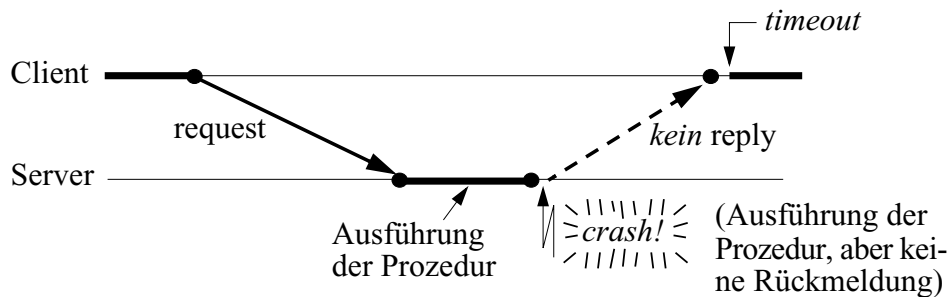 timeout
Client
request
kein reply
Server
Ausführung
der Prozedur
crash!
(Ausführung der
Prozedur, aber kei-
ne Rückmeldung)